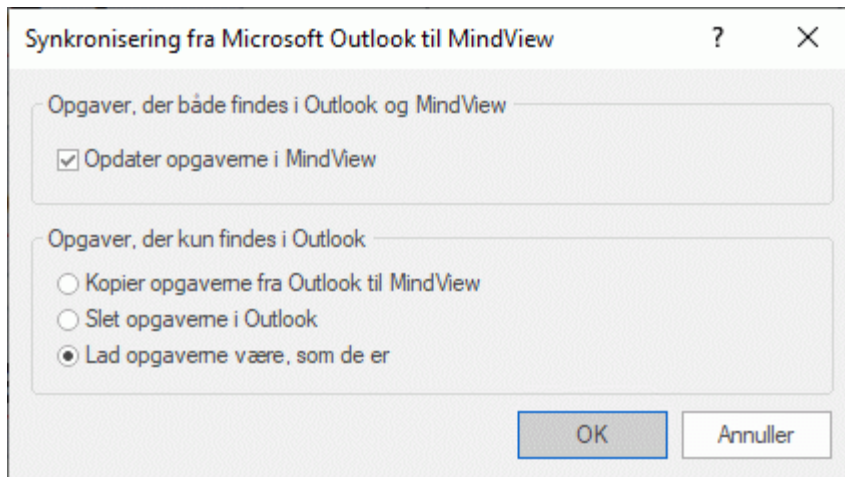 Synkronisering fra Microsoft Outlook til MindView
Opgaver, der både findes i Outlook og MindView
Opdater opgaverne i MindView
Opgaver, der kun findes i Outlook
Kopier opgaverne fra Outlook til MindView
Slet opgaverne i Outlook
Lad opgaverne være, som de er
OK Annuller